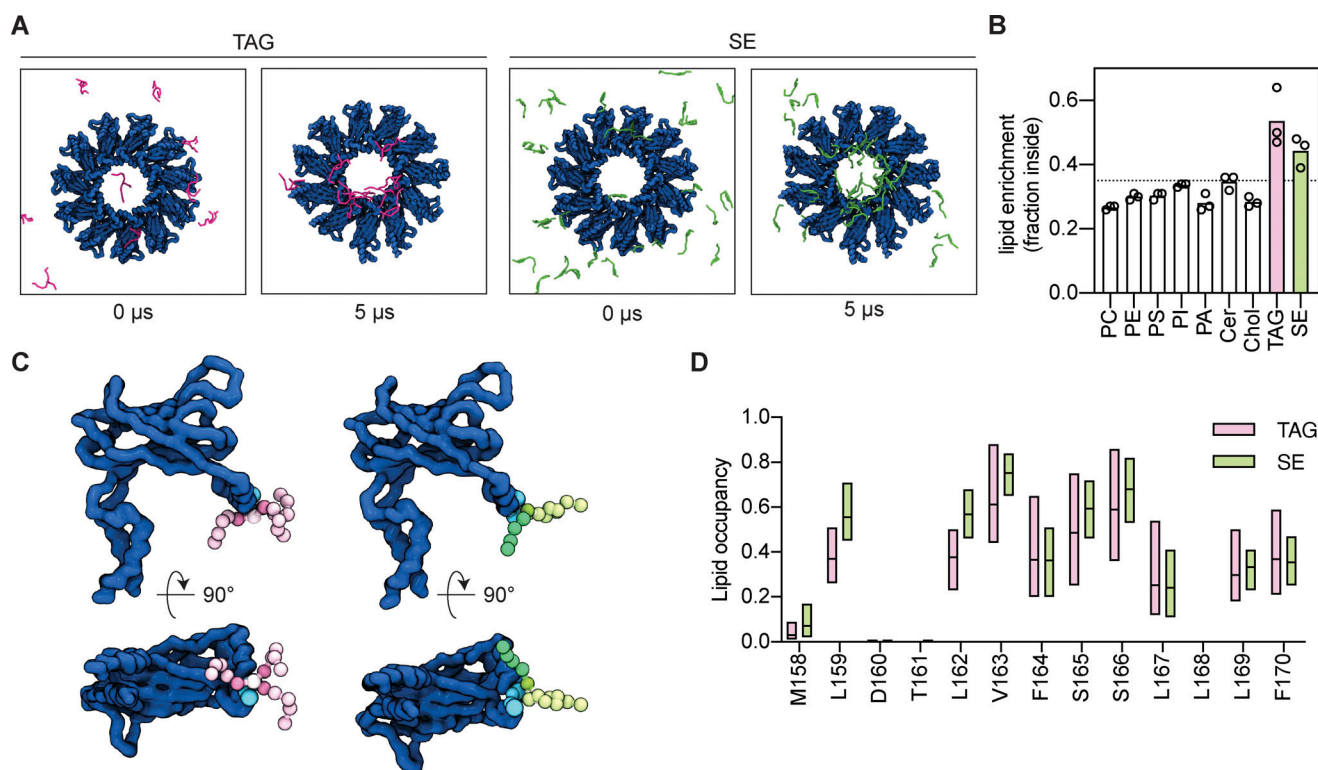 A
TAG
SE
0 µs
5 µs
0 µs
5 µs
B
lipid enrichment
(fraction inside)
0.6
0.4
0.2
0.0
PC
PE
PS
PI
PA
Cer
Chol
TAG
SE
C
90°
90°
D
Lipid occupancy
1.0
0.8
0.6
0.4
0.2
0.0
TAG
SE
M158
L159
D160
T161
L162
V163
F164
S165
S166
L167
L168
L169
F170